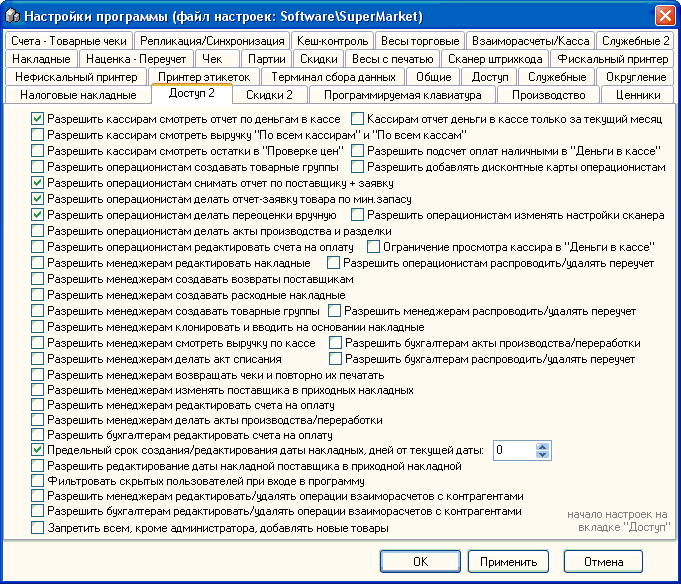 Настройки программы (файл настроек: Software\SuperMarket)
Счета - Товарные чеки Репликация/Синхронизация Кеш-контроль Весы торговые Взаиморасчеты/Касса Служебные 2
Накладные Наценка - Переучет Чек Партии Скидки Весы с печатью Сканер штрихкода Фискальный принтер
Нефискальный принтер Принтер этикеток Терминал сбора данных Общие Доступ Служебные Округление
Налоговые накладные Доступ 2 Скидки 2 Программируемая клавиатура Производство Ценники
Разрешить кассирам смотреть отчет по деньгам в кассе Кассирам отчет деньги в кассе только за текущий месяц
Разрешить кассирам смотреть выручку "По всем кассирам" и "По всем кассам"
Разрешить кассирам смотреть остатки в "Проверке цен" Разрешить подсчет оплат наличными в "Деньги в кассе"
Разрешить операционистам создавать товарные группы Разрешить добавлять дисконтные карты операционистам
Разрешить операционистам снимать отчет по поставщику + заявку
Разрешить операционистам делать отчет-заявку товара по мин.запасу
Разрешить операционистам делать переоценки вручную Разрешить операционистам изменять настройки сканера
Разрешить операционистам делать акты производства и разделки
Разрешить операционистам редактировать счета на оплату Ограничение просмотра кассира в "Деньги в кассе"
Разрешить менеджерам редактировать накладные Разрешить операционистам распроводить/удалять переучет
Разрешить менеджерам создавать возвраты поставщикам
Разрешить менеджерам создавать расходные накладные
Разрешить менеджерам создавать товарные группы Разрешить менеджерам распроводить/удалять переучет
Разрешить менеджерам клонировать и вводить на основании накладные
Разрешить менеджерам смотреть выручку по кассе Разрешить бухгалтерам акты производства/переработки
Разрешить менеджерам делать акт списания Разрешить бухгалтерам распроводить/удалять переучет
Разрешить менеджерам возвращать чеки и повторно их печатать
Разрешить менеджерам изменять поставщика в приходных накладных
Разрешить менеджерам редактировать счета на оплату
Разрешить менеджерам делать акты производства/переработки
Разрешить бухгалтерам редактировать счета на оплату
Предельный срок создания/редактирования даты накладных, дней от текущей даты: 0
Разрешить редактирование даты накладной поставщика в приходной накладной
Фильтровать скрытых пользователей при входе в программу
Разрешить менеджерам редактировать/удалять операции взаиморасчетов с контрагентами
Разрешить бухгалтерам редактировать/удалять операции взаиморасчетов с контрагентами
Запретить всем, кроме администратора, добавлять новые товары
начало настроек на
вкладке "Доступ"
OK Применить Отмена